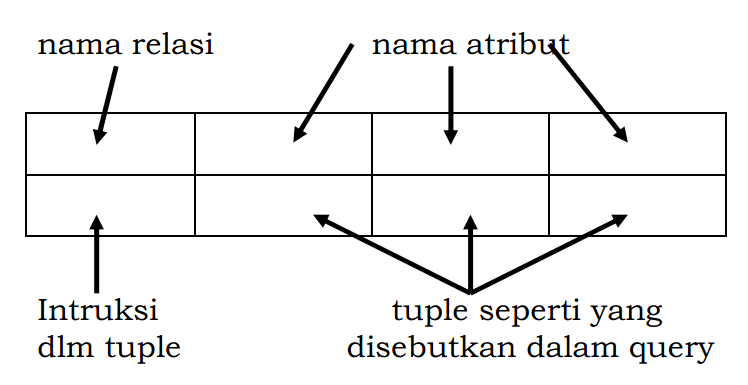 nama relasi
nama atribut
Intruksi
dlm tuple
tuple seperti yang
disebutkan dalam query